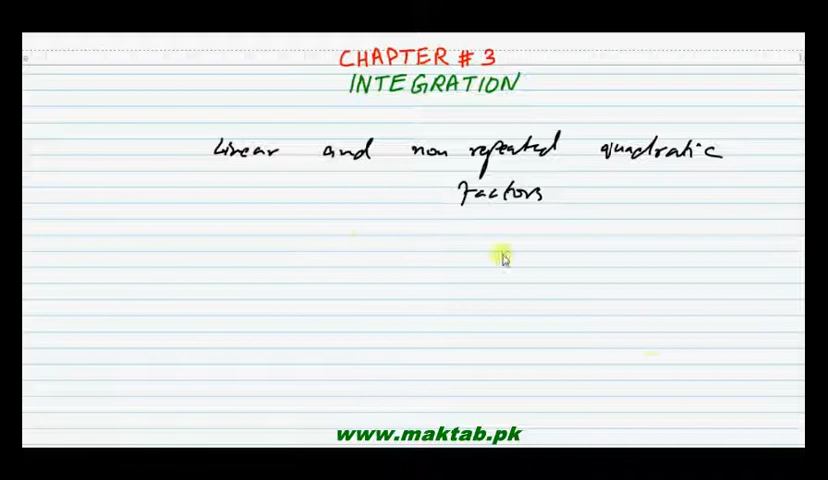 CHAPTER # 3
INTEGRATION
Linear and non repeated quadratic
Factors
www.maktab.pk